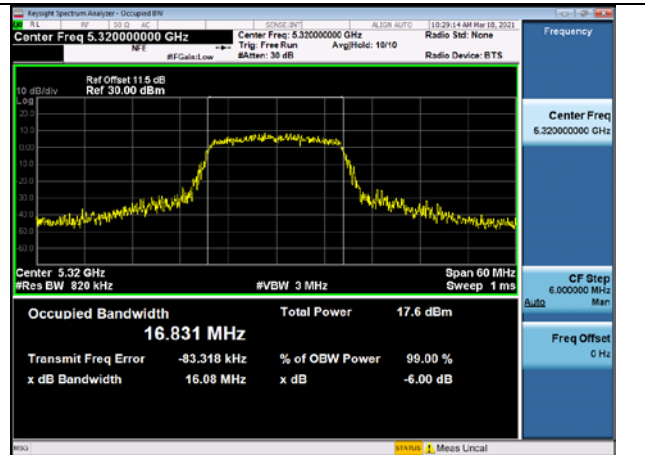 Keysight Spectrum Analyzer - Occupied BW
RL RF 50 Ω AC SENSE:INT ALIGN AUTO 10:29:14 AM Mar 18, 2021
Center Freq 5.320000000 GHz Center Freq: 5.320000000 GHz Radio Std: None Frequency
NFE Trig: Free Run Avg|Hold: 10/10
#IFGain:Low #Atten: 30 dB Radio Device: BTS
Ref Offset 11.5 dB
10 dB/div Ref 30.00 dBm
Log
20.0
10.0
0.00
10.0
20.0
30.0
40.0
50.0
60.0
Center Freq
5.320000000 GHz
Center 5.32 GHz Span 60 MHz
#Res BW 820 kHz #VBW 3 MHz Sweep 1 ms
CF Step
6.000000 MHz
Auto Man
Occupied Bandwidth Total Power 17.6 dBm
16.831 MHz
Freq Offset
0 Hz
Transmit Freq Error -83.318 kHz % of OBW Power 99.00 %
x dB Bandwidth 16.08 MHz x dB -6.00 dB
MSG STATUS Meas Uncal